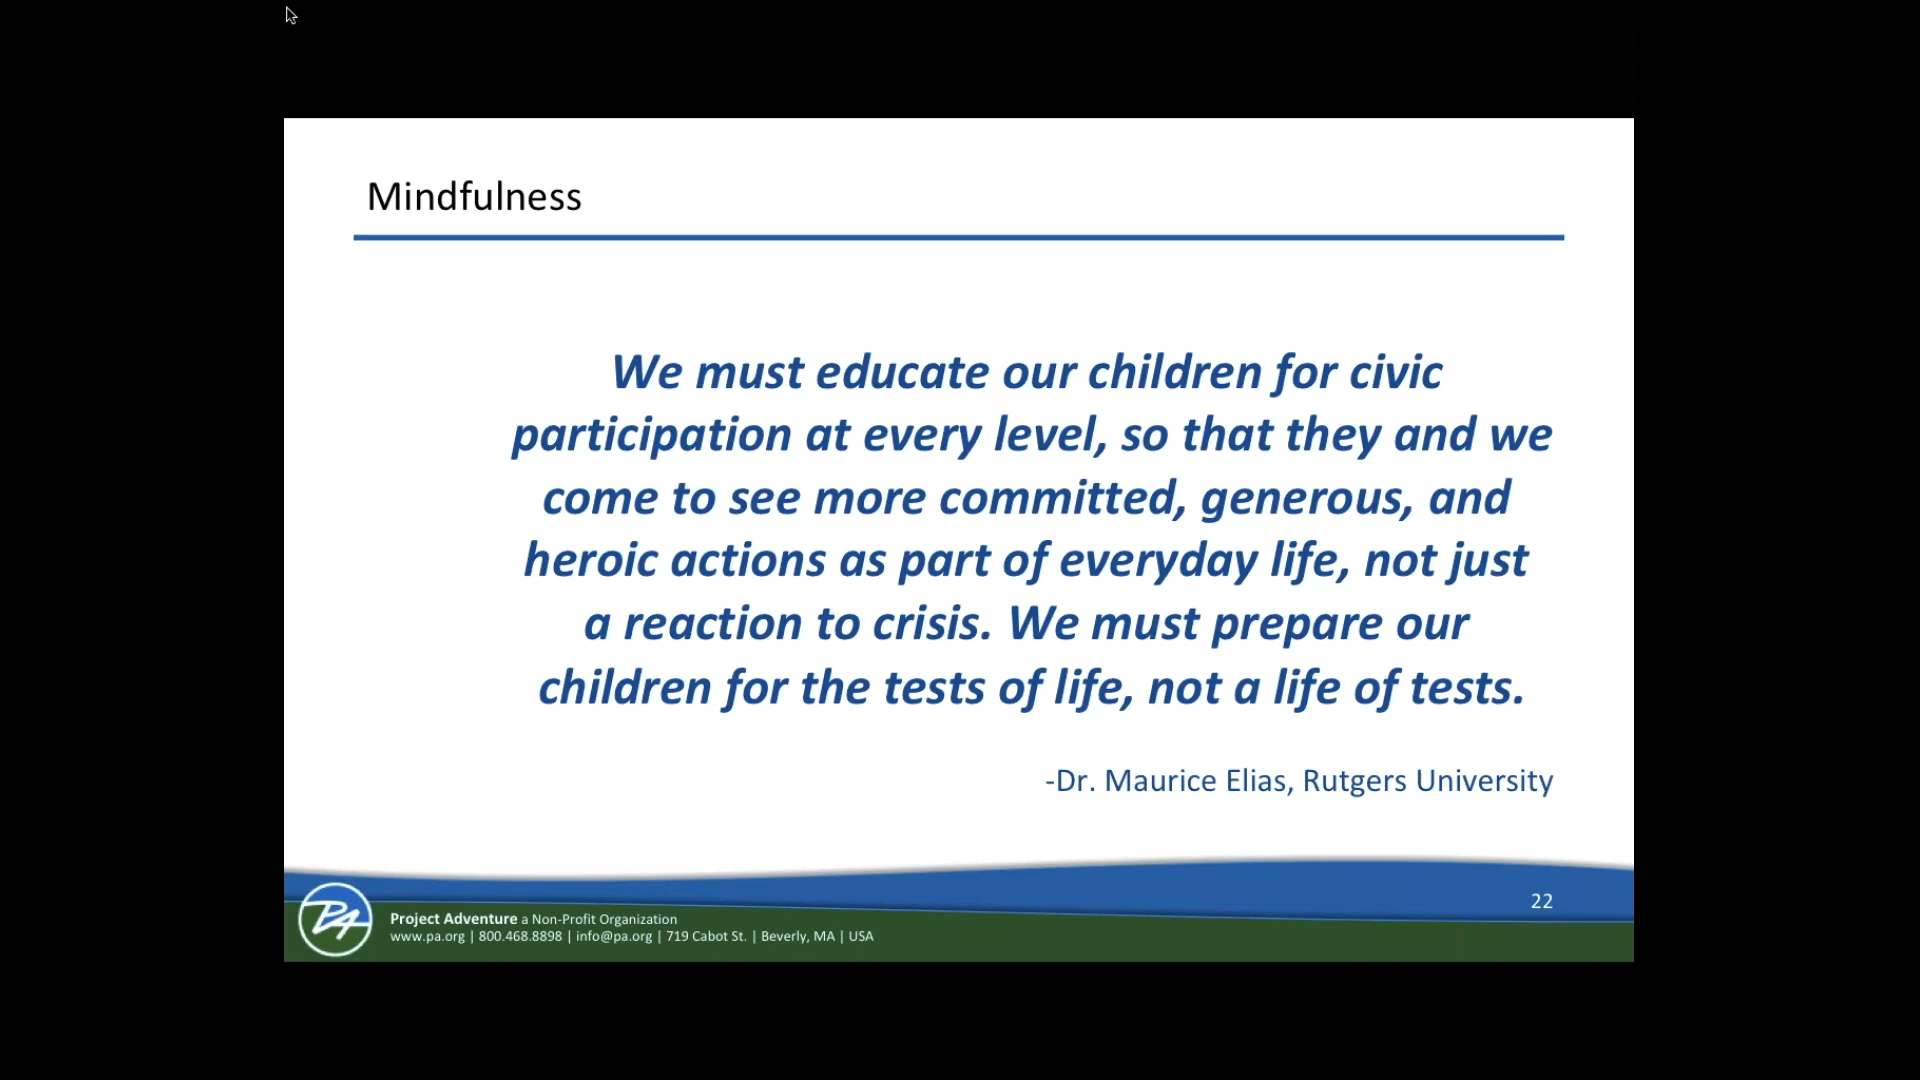 Mindfulness
We must educate our children for civic
participation at every level, so that they and we
come to see more committed, generous, and
heroic actions as part of everyday life, not just
a reaction to crisis. We must prepare our
children for the tests of life, not a life of tests.
-Dr. Maurice Elias, Rutgers University
22
PA
Project Adventure a Non-Profit Organization
www.pa.org | 800.468.8898 | info@pa.org | 719 Cabot St. | Beverly, MA | USA